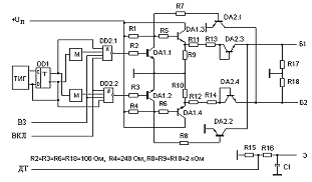 +Uп
R7
DA2.1
R1
DA1.3
R2
R5
R11
R13
DA2.3
Б1
DD2.1
DD1
М
&
DA1.1
ТИГ
Т
R17
DD2.2
R10
R18
М
&
R3
DA1.2
DA2.4
R12
R14
Б2
R4
R6
DA1.4
ВЗ
DA2.2
ВКЛ
R8
R15
R16
Э
R2=R3=R6=R18=100 Ом, R4=240 Ом, R8=R9=R10=2 кОм
C1
ДТ